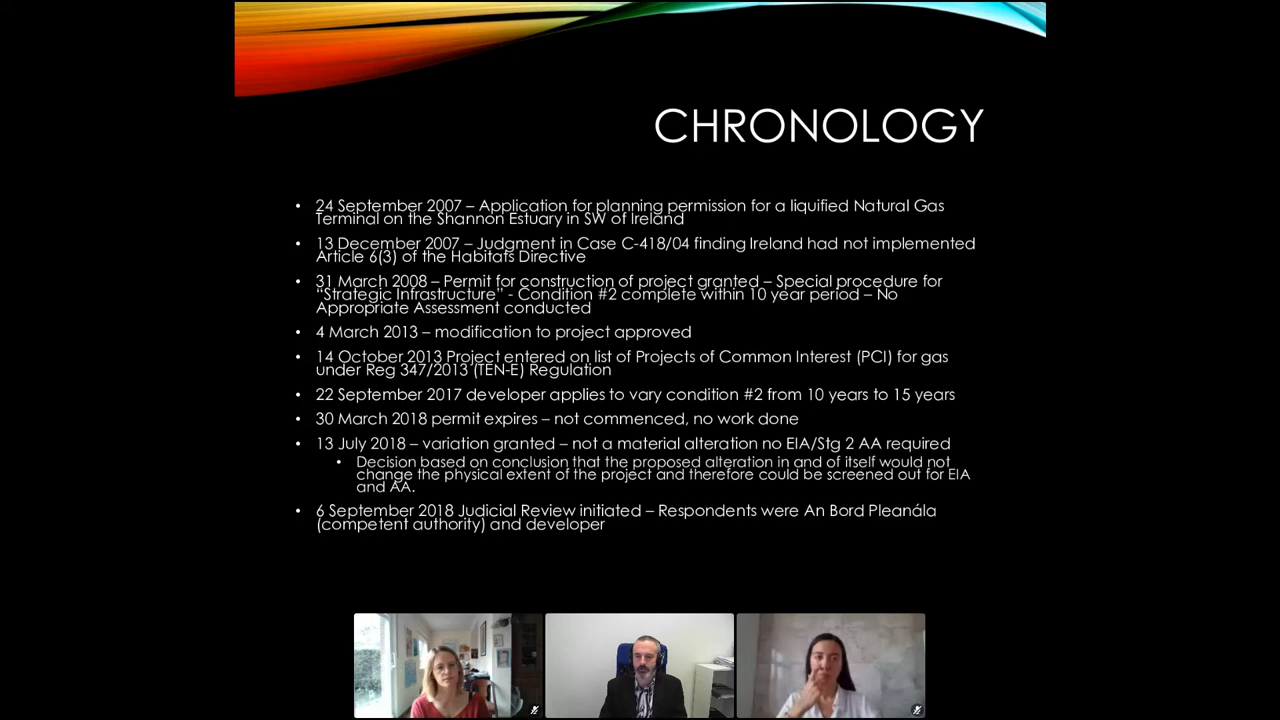 CHRONOLOGY
• 24 September 2007 – Application for planning permission for a liquified Natural Gas
Terminal on the Shannon Estuary in SW of Ireland
• 13 December 2007 – Judgment in Case C-418/04 finding Ireland had not implemented
Article 6(3) of the Habitats Directive
• 31 March 2008 – Permit for construction of project granted – Special procedure for
"Strategic Infrastructure" - Condition #2 complete within 10 year period – No
Appropriate Assessment conducted
• 4 March 2013 – modification to project approved
• 14 October 2013 Project entered on list of Projects of Common Interest (PCI) for gas
under Reg 347/2013 (TEN-E) Regulation
• 22 September 2017 developer applies to vary condition #2 from 10 years to 15 years
• 30 March 2018 permit expires – not commenced, no work done
• 13 July 2018 – variation granted – not a material alteration no EIA/Stg 2 AA required
• Decision based on conclusion that the proposed alteration in and of itself would not
change the physical extent of the project and therefore could be screened out for EIA
and AA.
• 6 September 2018 Judicial Review initiated – Respondents were An Bord Pleanála
(competent authority) and developer